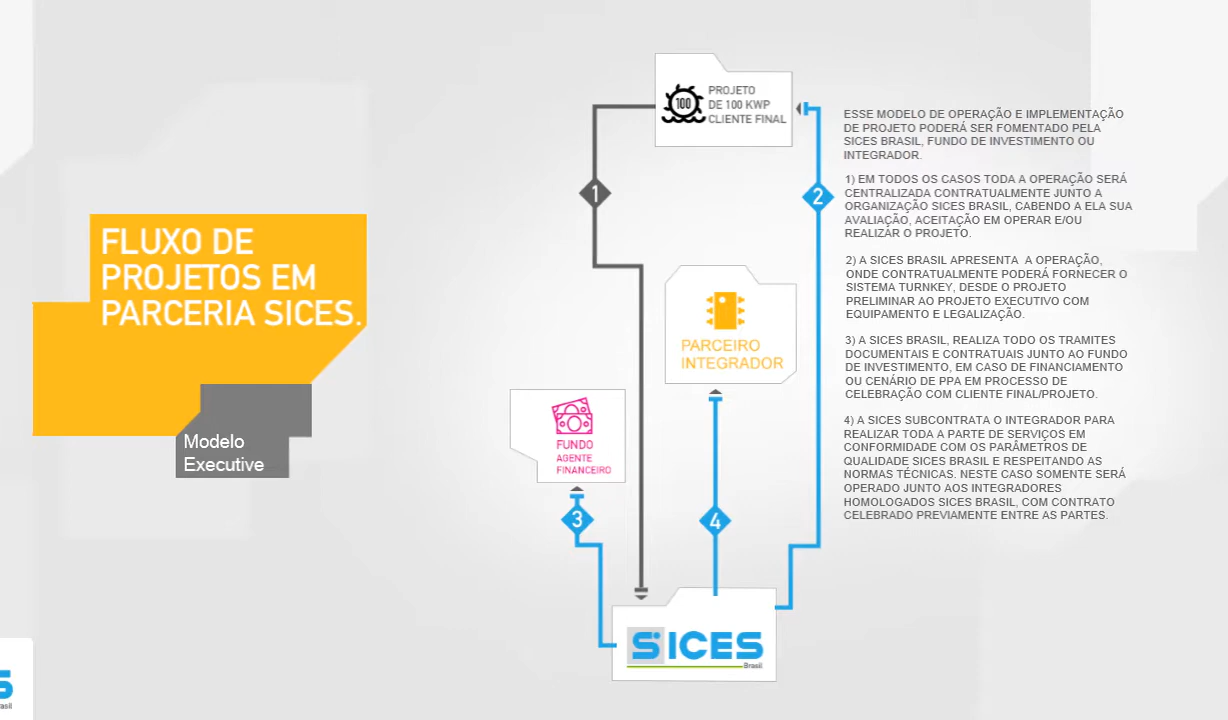 FLUXO DE
PROJETOS EM
PARCERIA SICES.
Modelo
Executive
100
PROJETO
DE 100 KWP
CLIENTE FINAL
1
2
PARCEIRO
INTEGRADOR
FUNDO
AGENTE
FINANCEIRO
3
4
SICES
Brasil
ESSE MODELO DE OPERAÇÃO E IMPLEMENTAÇÃO
DE PROJETO PODERÁ SER FOMENTADO PELA
SICES BRASIL, FUNDO DE INVESTIMENTO OU
INTEGRADOR.
1) EM TODOS OS CASOS TODA A OPERAÇÃO SERÁ
CENTRALIZADA CONTRATUALMENTE JUNTO A
ORGANIZAÇÃO SICES BRASIL, CABENDO A ELA SUA
AVALIAÇÃO, ACEITAÇÃO EM OPERAR E/OU
REALIZAR O PROJETO.
2) A SICES BRASIL APRESENTA A OPERAÇÃO,
ONDE CONTRATUALMENTE PODERÁ FORNECER O
SISTEMA TURNKEY, DESDE O PROJETO
PRELIMINAR AO PROJETO EXECUTIVO COM
EQUIPAMENTO E LEGALIZAÇÃO.
3) A SICES BRASIL, REALIZA TODO OS TRAMITES
DOCUMENTAIS E CONTRATUAIS JUNTO AO FUNDO
DE INVESTIMENTO, EM CASO DE FINANCIAMENTO
OU CENÁRIO DE PPA EM PROCESSO DE
CELEBRAÇÃO COM CLIENTE FINAL/PROJETO.
4) A SICES SUBCONTRATA O INTEGRADOR PARA
REALIZAR TODA A PARTE DE SERVIÇOS EM
CONFORMIDADE COM OS PARÂMETROS DE
QUALIDADE SICES BRASIL E RESPEITANDO AS
NORMAS TÉCNICAS. NESTE CASO SOMENTE SERÁ
OPERADO JUNTO AOS INTEGRADORES
HOMOLOGADOS SICES BRASIL, COM CONTRATO
CELEBRADO PREVIAMENTE ENTRE AS PARTES.